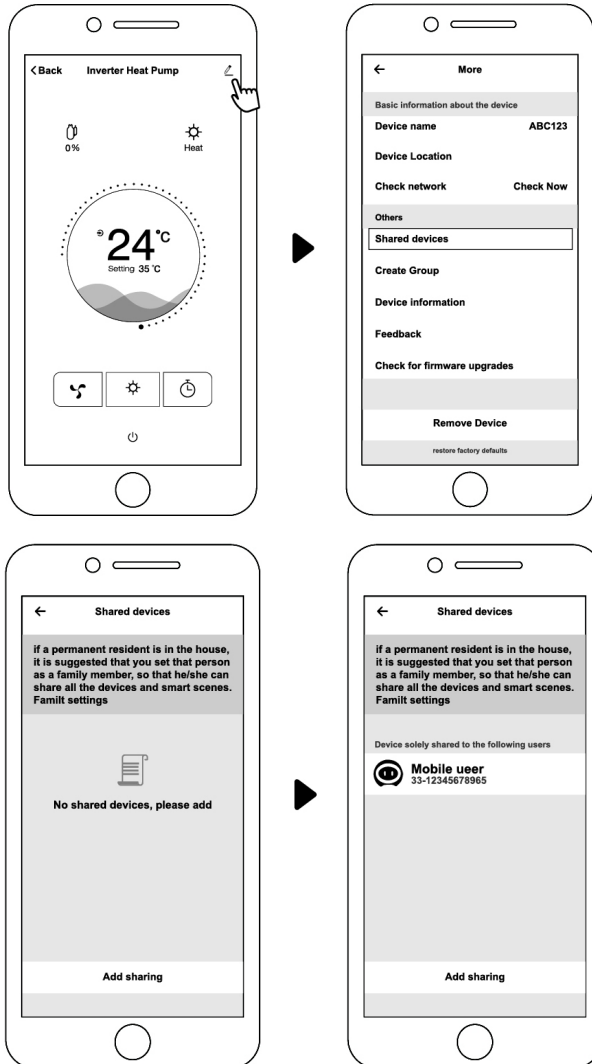 Back Inverter Heat Pump
0% Heat
24°C
Setting 35 °C
More
Basic information about the device
Device name ABC123
Device Location
Check network Check Now
Others
Shared devices
Create Group
Device information
Feedback
Check for firmware upgrades
Remove Device
restore factory defaults
Shared devices
if a permanent resident is in the house,
it is suggested that you set that person
as a family member, so that he/she can
share all the devices and smart scenes.
Familt settings
No shared devices, please add
Add sharing
Shared devices
if a permanent resident is in the house,
it is suggested that you set that person
as a family member, so that he/she can
share all the devices and smart scenes.
Familt settings
Device solely shared to the following users
Mobile ueer
33-12345678965
Add sharing